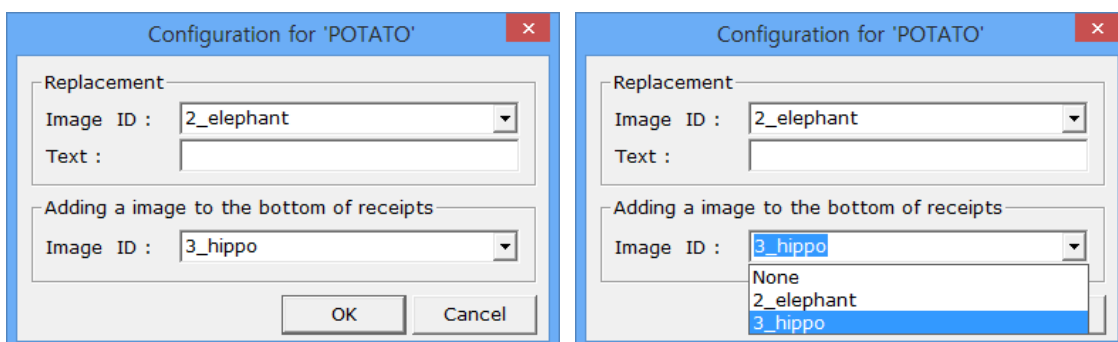 Configuration for 'POTATO'
Replacement
Image ID : 2_elephant
Text :
Adding a image to the bottom of receipts
Image ID : 3_hippo
OK Cancel
Configuration for 'POTATO'
Replacement
Image ID : 2_elephant
Text :
Adding a image to the bottom of receipts
Image ID : 3_hippo
None
2_elephant
3_hippo